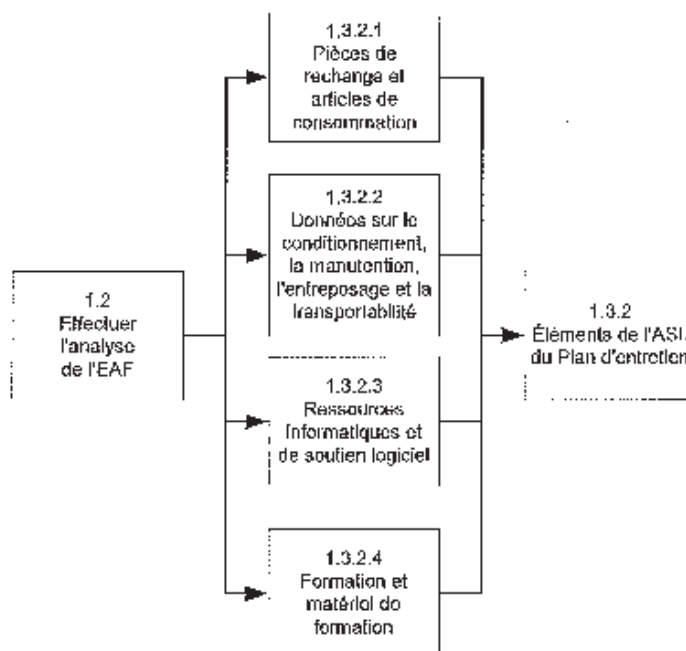 1.3.2.1
Pièces de
rechange et
articles de
consommation
1.3.2.2
Données sur le
conditionnement,
la manutention,
l'entreposage et la
transportabilité
1.2
Effectuer
l'analyse
de l'EAF
1.3.2
Éléments de l'ASI.
du Plan d'entretien
1.3.2.3
Ressources
informatiques et
de soutien logiciel
1.3.2.4
Formation et
matériel de
formation